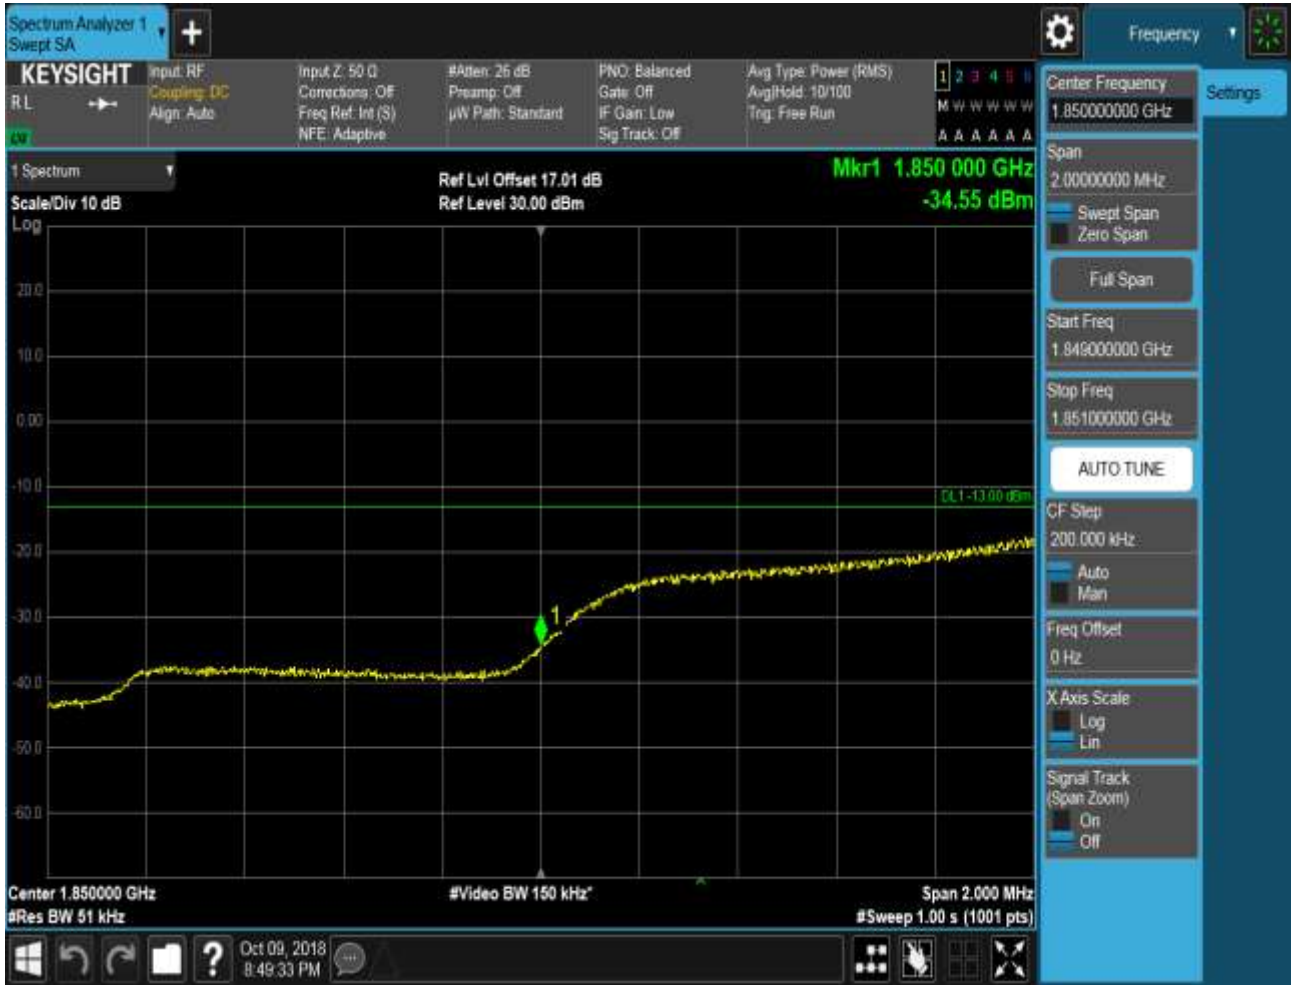 Spectrum Analyzer 1
Swept SA
Frequency
KEYSIGHT
RL
Input: RF
Coupling: DC
Align: Auto
Input Z: 50 Ω
Corrections: Off
Freq Ref: Int (S)
NFE: Adaptive
#Atten: 26 dB
Preamp: Off
µW Path: Standard
PNO: Balanced
Gate: Off
IF Gain: Low
Sig Track: Off
Avg Type: Power (RMS)
Avg|Hold: 10/100
Trig: Free Run
1 2 3 4 5 6
M W W W W W
A A A A A A
1 Spectrum
Scale/Div 10 dB
Log
Ref Lvl Offset 17.01 dB
Ref Level 30.00 dBm
Mkr1 1.850 000 GHz
-34.55 dBm
20.0
10.0
0.00
-10.0
-20.0
-30.0
-40.0
-50.0
-60.0
DL1 -13.00 dBm
1
Center 1.850000 GHz
#Res BW 51 kHz
#Video BW 150 kHz*
Span 2.000 MHz
#Sweep 1.00 s (1001 pts)
Center Frequency
1.850000000 GHz
Settings
Span
2.00000000 MHz
Swept Span
Zero Span
Full Span
Start Freq
1.849000000 GHz
Stop Freq
1.851000000 GHz
AUTO TUNE
CF Step
200.000 kHz
Auto
Man
Freq Offset
0 Hz
X Axis Scale
Log
Lin
Signal Track
(Span Zoom)
On
Off
?
Oct 09, 2018
8:49:33 PM